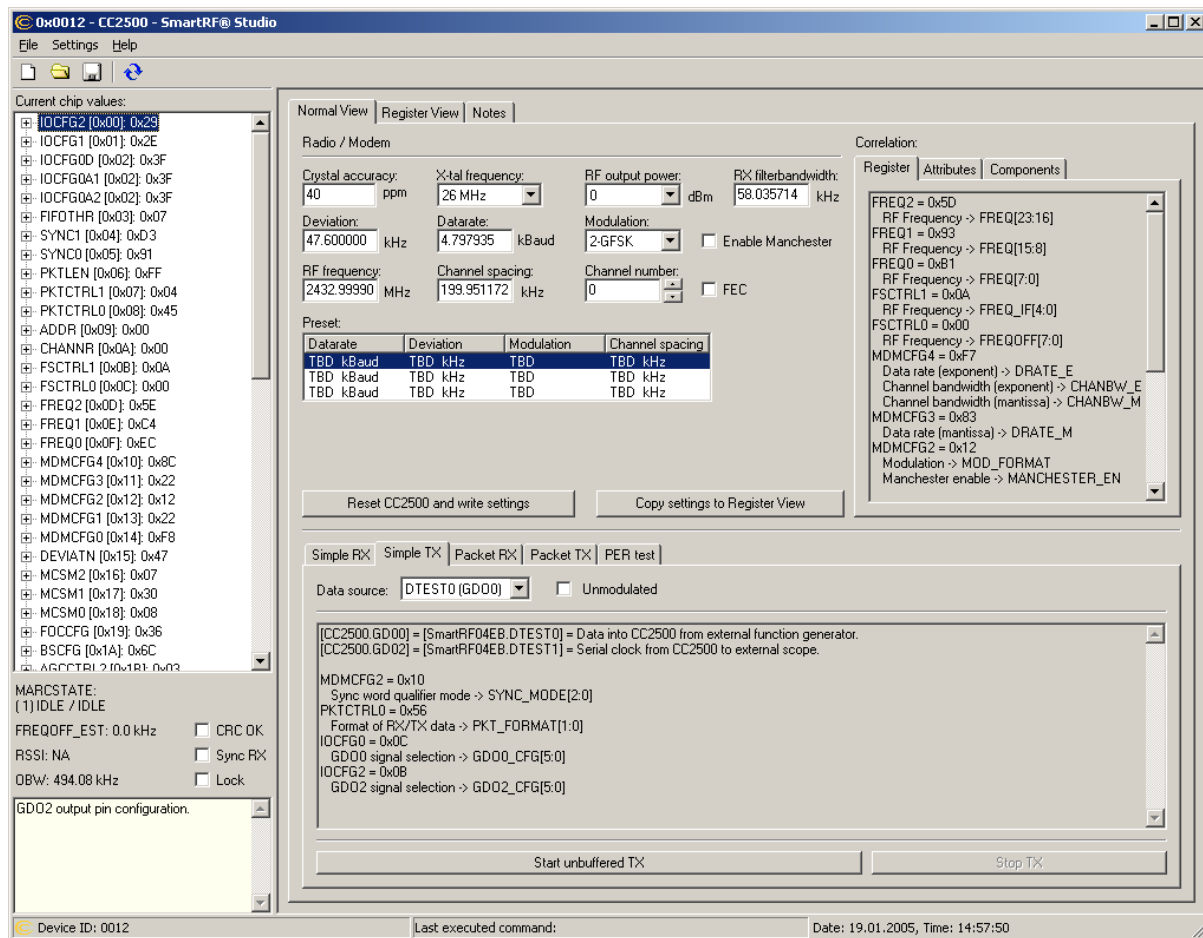 0x0012 - CC2500 - SmartRF® Studio
File Settings Help
Current chip values:
IOCFG2 [0x00]: 0x29
IOCFG1 [0x01]: 0x2E
IOCFG0D [0x02]: 0x3F
IOCFG0A1 [0x02]: 0x3F
IOCFG0A2 [0x02]: 0x3F
FIFOTHR [0x03]: 0x07
SYNC1 [0x04]: 0xD3
SYNC0 [0x05]: 0x91
PKTLEN [0x06]: 0xFF
PKTCTRL1 [0x07]: 0x04
PKTCTRL0 [0x08]: 0x45
ADDR [0x09]: 0x00
CHANNR [0x0A]: 0x00
FSCTRL1 [0x0B]: 0x0A
FSCTRL0 [0x0C]: 0x00
FREQ2 [0x0D]: 0x5E
FREQ1 [0x0E]: 0xC4
FREQ0 [0x0F]: 0xEC
MDMCFG4 [0x10]: 0x8C
MDMCFG3 [0x11]: 0x22
MDMCFG2 [0x12]: 0x12
MDMCFG1 [0x13]: 0x22
MDMCFG0 [0x14]: 0xF8
DEVIATN [0x15]: 0x47
MCSM2 [0x16]: 0x07
MCSM1 [0x17]: 0x30
MCSM0 [0x18]: 0x08
FOCCFG [0x19]: 0x36
BSCFG [0x1A]: 0x6C
AGCCTRL2 [0x1B]: 0x03
MARCSTATE:
( 1) IDLE / IDLE
FREQOFF_EST: 0.0 kHz CRC OK
RSSI: NA Sync RX
OBW: 494.08 kHz Lock
GDO2 output pin configuration.
Normal View Register View Notes
Radio / Modem
Crystal accuracy: X-tal frequency: RF output power: RX filterbandwidth:
40 ppm 26 MHz 0 dBm 58.035714 kHz
Deviation: Datarate: Modulation:
47.600000 kHz 4.797935 kBaud 2-GFSK Enable Manchester
RF frequency: Channel spacing: Channel number:
2432.99990 MHz 199.951172 kHz 0 FEC
Preset:
Datarate Deviation Modulation Channel spacing
TBD kBaud TBD kHz TBD TBD kHz
TBD kBaud TBD kHz TBD TBD kHz
TBD kBaud TBD kHz TBD TBD kHz
Reset CC2500 and write settings Copy settings to Register View
Correlation:
Register Attributes Components
FREQ2 = 0x5D
RF Frequency -> FREQ[23:16]
FREQ1 = 0x93
RF Frequency -> FREQ[15:8]
FREQ0 = 0xB1
RF Frequency -> FREQ[7:0]
FSCTRL1 = 0x0A
RF Frequency -> FREQ_IF[4:0]
FSCTRL0 = 0x00
RF Frequency -> FREQOFF[7:0]
MDMCFG4 = 0xF7
Data rate (exponent) -> DRATE_E
Channel bandwidth (exponent) -> CHANBW_E
Channel bandwidth (mantissa) -> CHANBW_M
MDMCFG3 = 0x83
Data rate (mantissa) -> DRATE_M
MDMCFG2 = 0x12
Modulation -> MOD_FORMAT
Manchester enable -> MANCHESTER_EN
Simple RX Simple TX Packet RX Packet TX PER test
Data source: DTEST0 (GDO0) Unmodulated
[CC2500.GD00] = [SmartRF04EB.DTEST0] = Data into CC2500 from external function generator.
[CC2500.GD02] = [SmartRF04EB.DTEST1] = Serial clock from CC2500 to external scope.
MDMCFG2 = 0x10
Sync word qualifier mode -> SYNC_MODE[2:0]
PKTCTRL0 = 0x56
Format of RX/TX data -> PKT_FORMAT[1:0]
IOCFG0 = 0x0C
GDO0 signal selection -> GDO0_CFG[5:0]
IOCFG2 = 0x0B
GDO2 signal selection -> GDO2_CFG[5:0]
Start unbuffered TX Stop TX
Device ID: 0012 Last executed command: Date: 19.01.2005, Time: 14:57:50